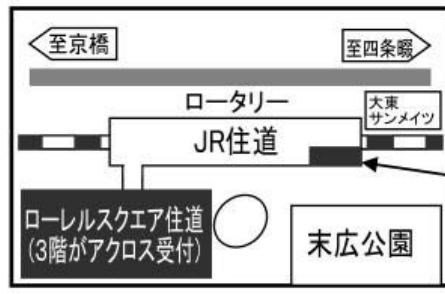 至京橋
至四条畷
ロータリー
大東
サンメイツ
JR住道
ローレルスクエア住道
(3階がアクロス受付)
末広公園